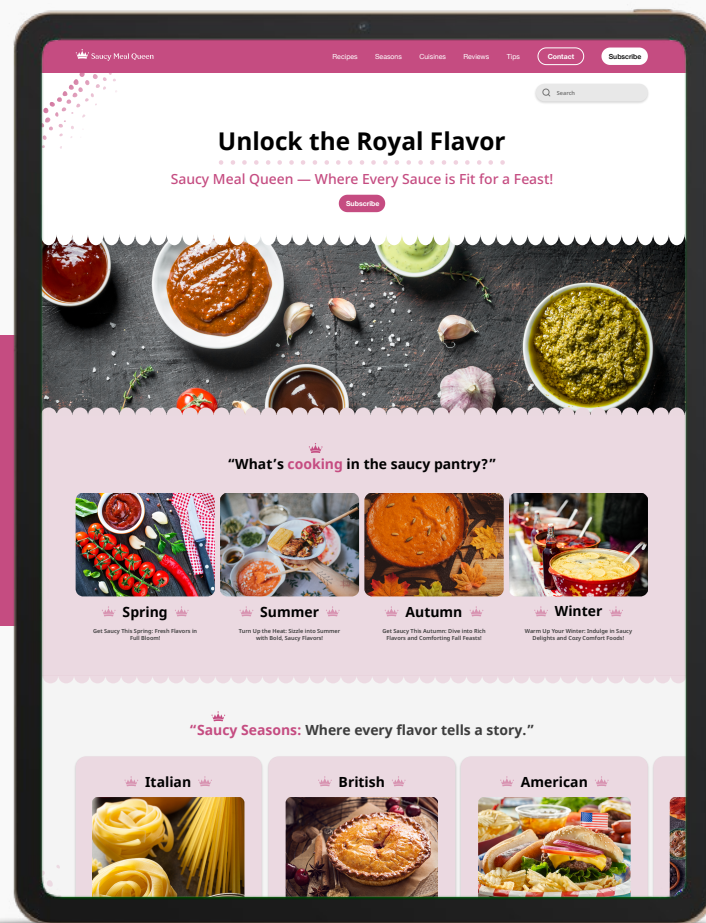 Saucy Meal Queen
Recipes Seasons Cuisines Reviews Tips Contact Subscribe
Search
Unlock the Royal Flavor
Saucy Meal Queen — Where Every Sauce is Fit for a Feast!
Subscribe
“What’s cooking in the saucy pantry?”
Spring
Get Saucy This Spring: Fresh Flavors in
Full Bloom!
Summer
Turn Up the Heat: Sizzle into Summer
with Bold, Saucy Flavors!
Autumn
Get Saucy This Autumn: Dive into Rich
Flavors and Comforting Fall Feasts!
Winter
Warm Up Your Winter: Indulge in Saucy
Delights and Cozy Comfort Foods!
“Saucy Seasons: Where every flavor tells a story.”
Italian
British
American